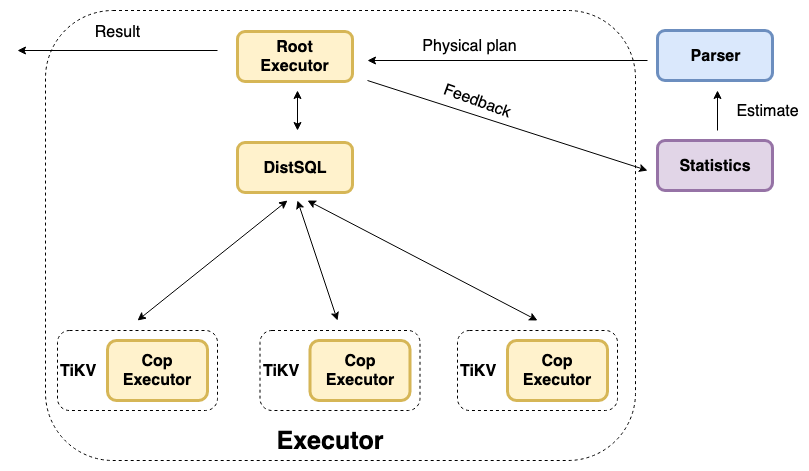 Result
Root
Executor
Physical plan
Parser
Feedback
Estimate
DistSQL
Statistics
TiKV
Cop
Executor
TiKV
Cop
Executor
TiKV
Cop
Executor
Executor